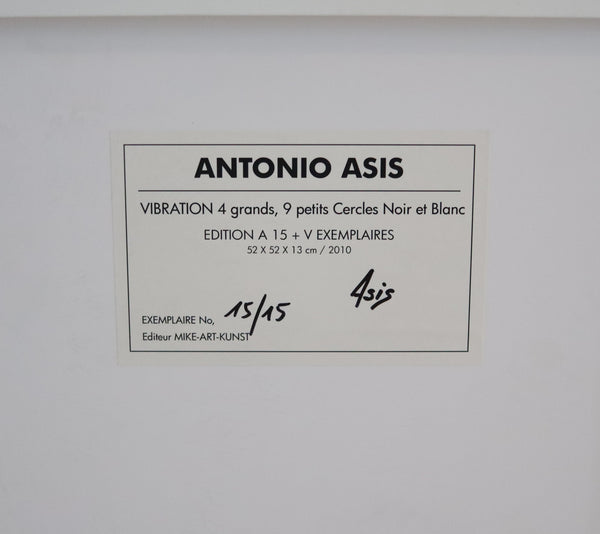 ANTONIO ASIS
VIBRATION 4 grands, 9 petits Cercles Noir et Blanc
EDITION A 15 + V EXEMPLAIRES
52 X 52 X 13 cm / 2010
Asis
EXEMPLAIRE No, 15/15
Editeur MIKE-ART-KUNST